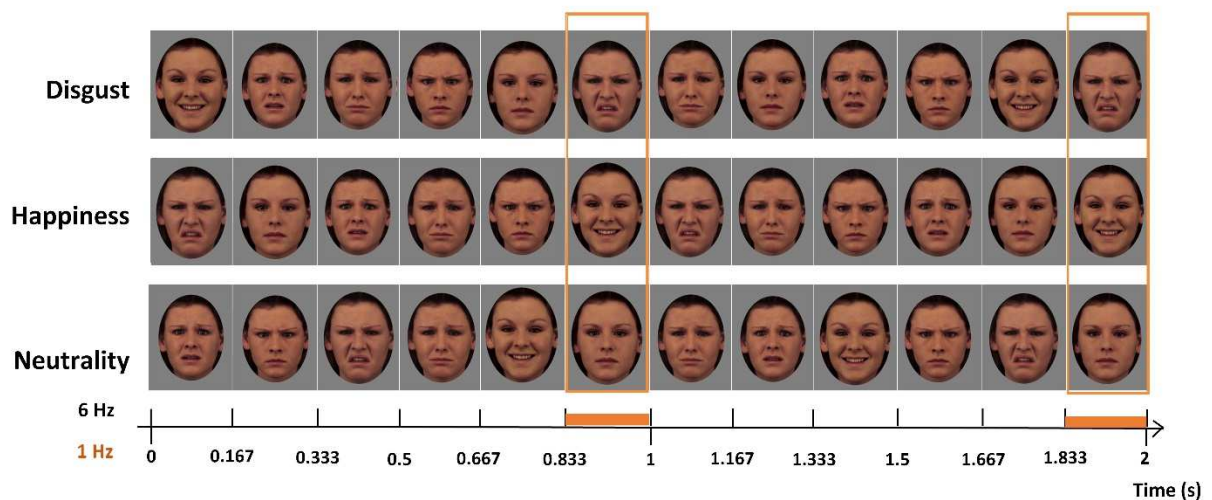 Disgust
Happiness
Neutrality
6 Hz
1 Hz
0 0.167 0.333 0.5 0.667 0.833 1 1.167 1.333 1.5 1.667 1.833 2
Time (s)